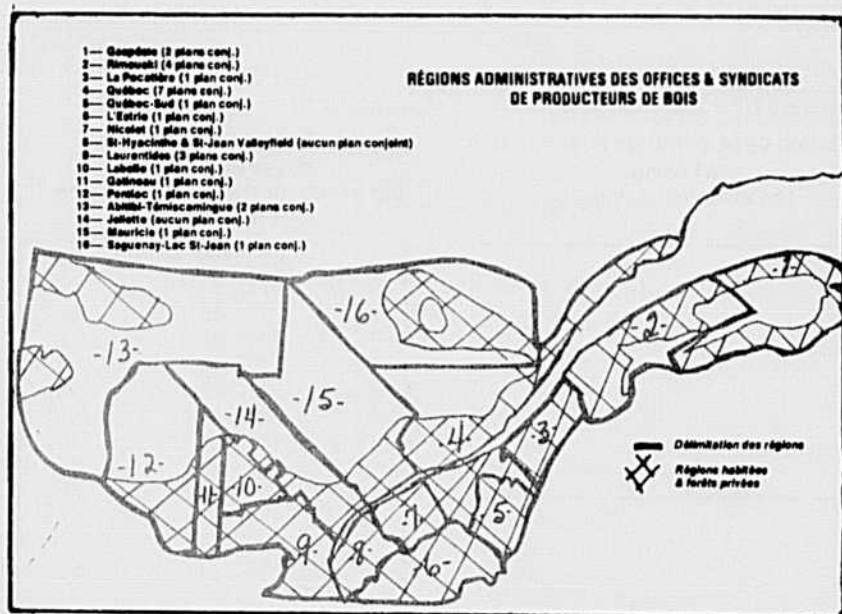 1— Gaspésie (2 plans conj.)
2— Rimouski (4 plans conj.)
3— La Pocatière (1 plan conj.)
4— Québec (7 plans conj.)
5— Québec-Sud (1 plan conj.)
6— L'Estrie (1 plan conj.)
7— Nicolet (1 plan conj.)
8— St-Hyacinthe & St-Jean Valleyfield (aucun plan conjoint)
9— Laurentides (3 plans conj.)
10— Labelle (1 plan conj.)
11— Gatineau (1 plan conj.)
12— Pontiac (1 plan conj.)
13— Abitibi-Témiscamingue (2 plans conj.)
14— Joliette (aucun plan conj.)
15— Mauricie (1 plan conj.)
16— Saguenay-Lac St-Jean (1 plan conj.)
RÉGIONS ADMINISTRATIVES DES OFFICES & SYNDICATS
DE PRODUCTEURS DE BOIS
-1-
-16-
-2-
-13-
-15-
-14-
-4-
-3-
-12-
-11-
-10-
-7-
-5-
-9-
-8-
-6-
Délimitation des régions
Régions habitées
& forêts privées